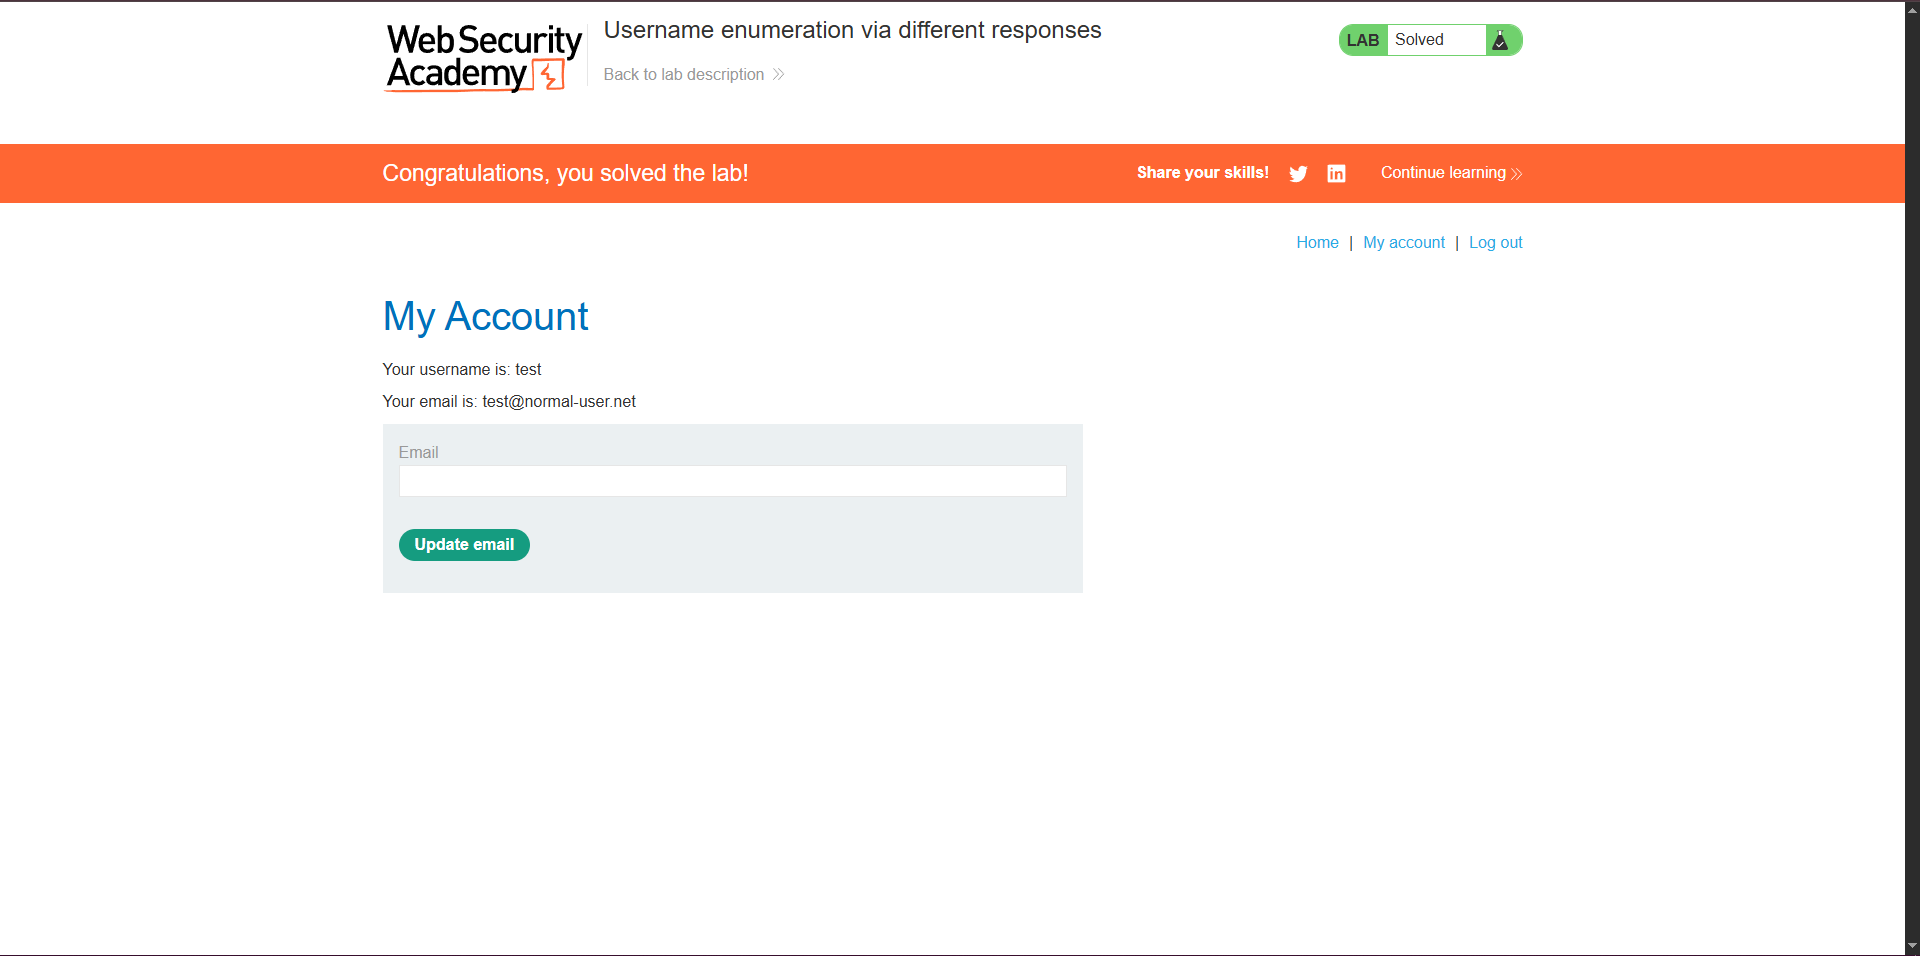 Web Security
Academy
Username enumeration via different responses
Back to lab description
LAB Solved
Congratulations, you solved the lab!
Share your skills!
Continue learning
Home | My account | Log out
My Account
Your username is: test
Your email is: test@normal-user.net
Email
Update email